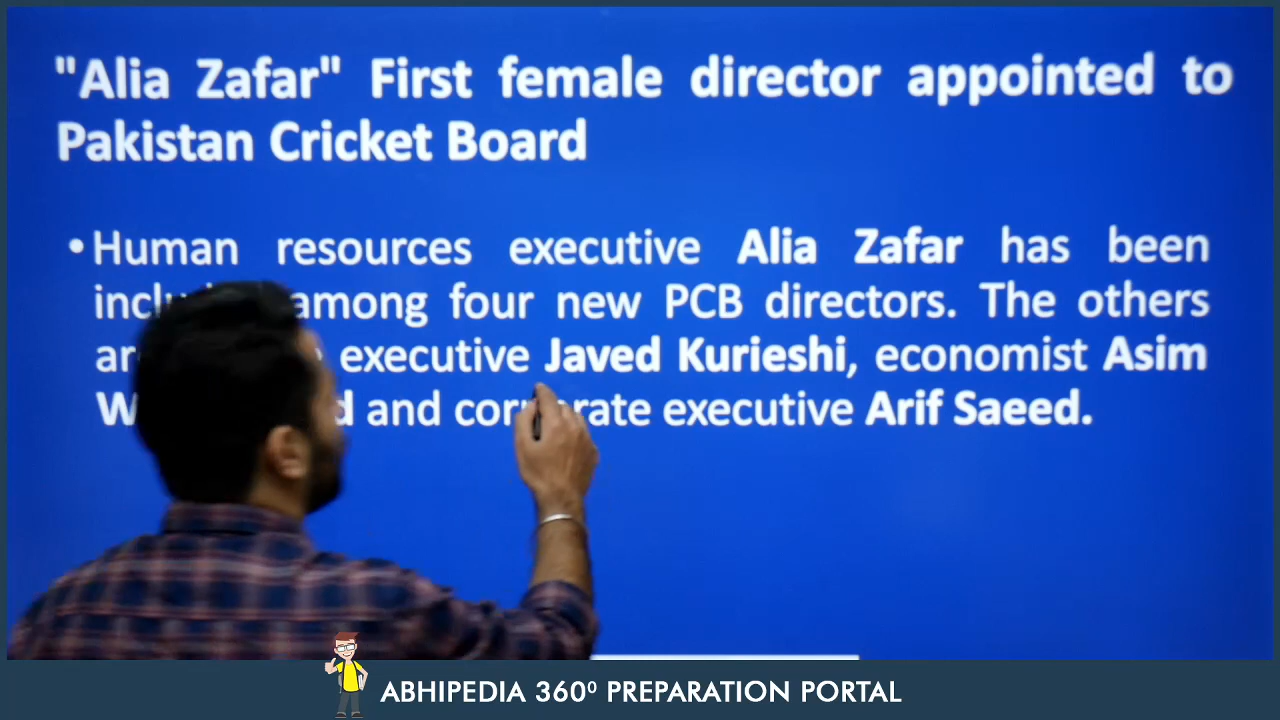 "Alia Zafar" First female director appointed to
Pakistan Cricket Board
• Human resources executive Alia Zafar has been
among four new PCB directors. The others
executive Javed Kurieshi, economist Asim
and corporate executive Arif Saeed.
ABHIPEDIA 360⁰ PREPARATION PORTAL